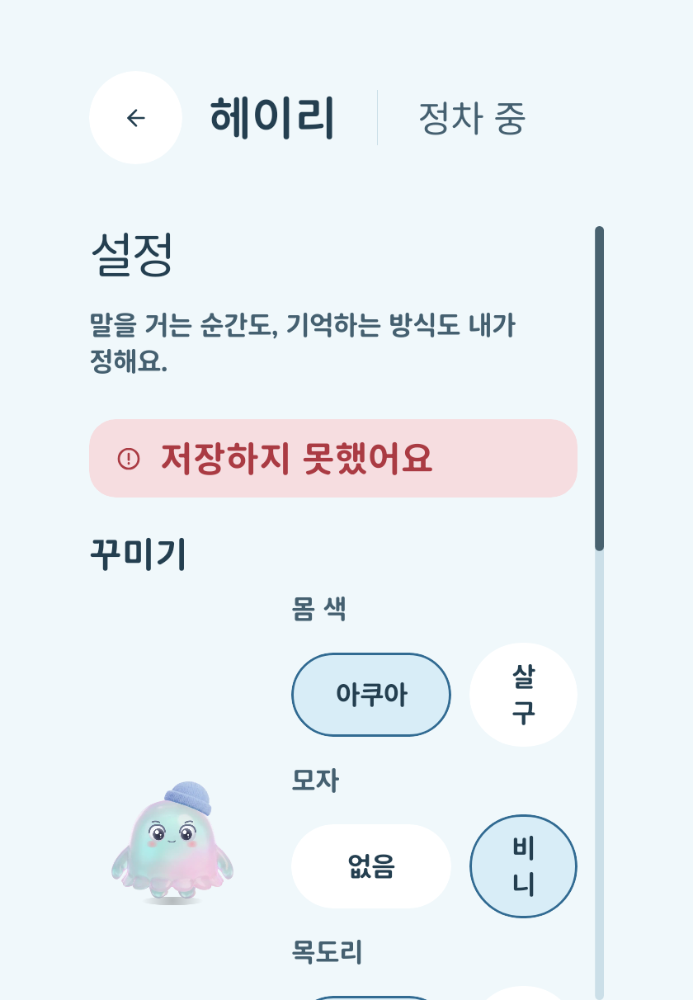 헤이리
정차 중
설정
말을 거는 순간도, 기억하는 방식도 내가
정해요.
저장하지 못했어요
꾸미기
몸 색
아쿠아
살
구
모자
없음
비
니
목도리